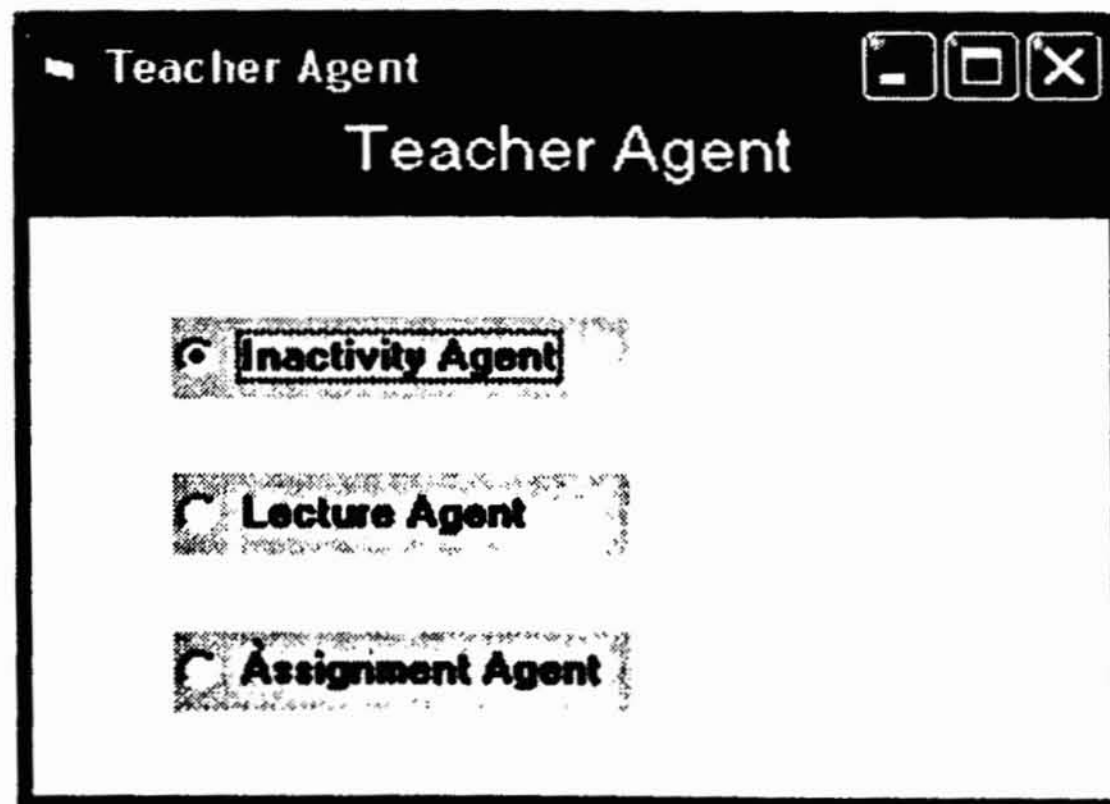 Teacher Agent
Teacher Agent
Inactivity Agent
Lecture Agent
Assignment Agent